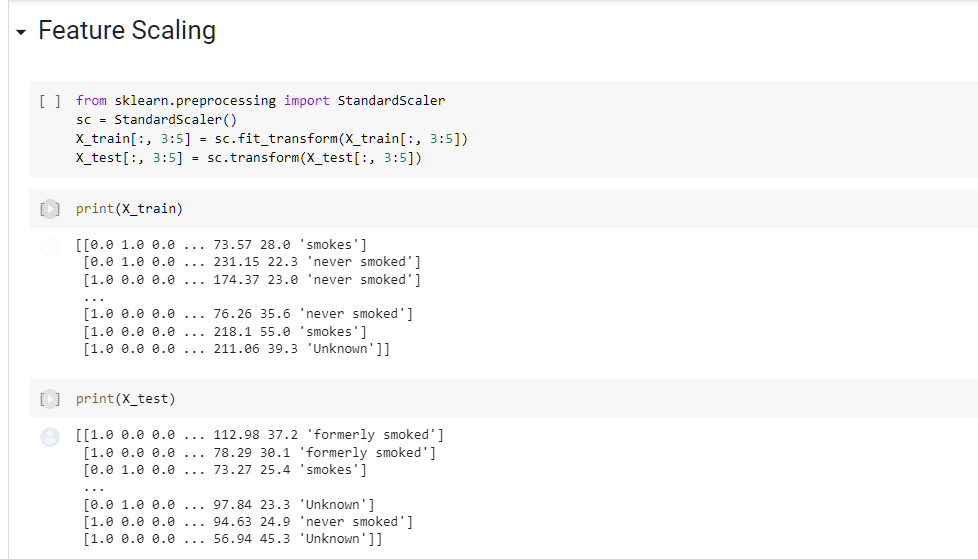 Feature Scaling
[ ] from sklearn.preprocessing import StandardScaler
sc = StandardScaler()
X_train[:, 3:5] = sc.fit_transform(X_train[:, 3:5])
X_test[:, 3:5] = sc.transform(X_test[:, 3:5])
[ ] print(X_train)
[[0.0 1.0 0.0 ... 73.57 28.0 'smokes']
[0.0 1.0 0.0 ... 231.15 22.3 'never smoked']
[1.0 0.0 0.0 ... 174.37 23.0 'never smoked']
...
[1.0 0.0 0.0 ... 76.26 35.6 'never smoked']
[1.0 0.0 0.0 ... 218.1 55.0 'smokes']
[1.0 0.0 0.0 ... 211.06 39.3 'Unknown']]
[ ] print(X_test)
[[1.0 0.0 0.0 ... 112.98 37.2 'formerly smoked']
[1.0 0.0 0.0 ... 78.29 30.1 'formerly smoked']
[0.0 1.0 0.0 ... 73.27 25.4 'smokes']
...
[0.0 1.0 0.0 ... 97.84 23.3 'Unknown']
[1.0 0.0 0.0 ... 94.63 24.9 'never smoked']
[1.0 0.0 0.0 ... 56.94 45.3 'Unknown']]